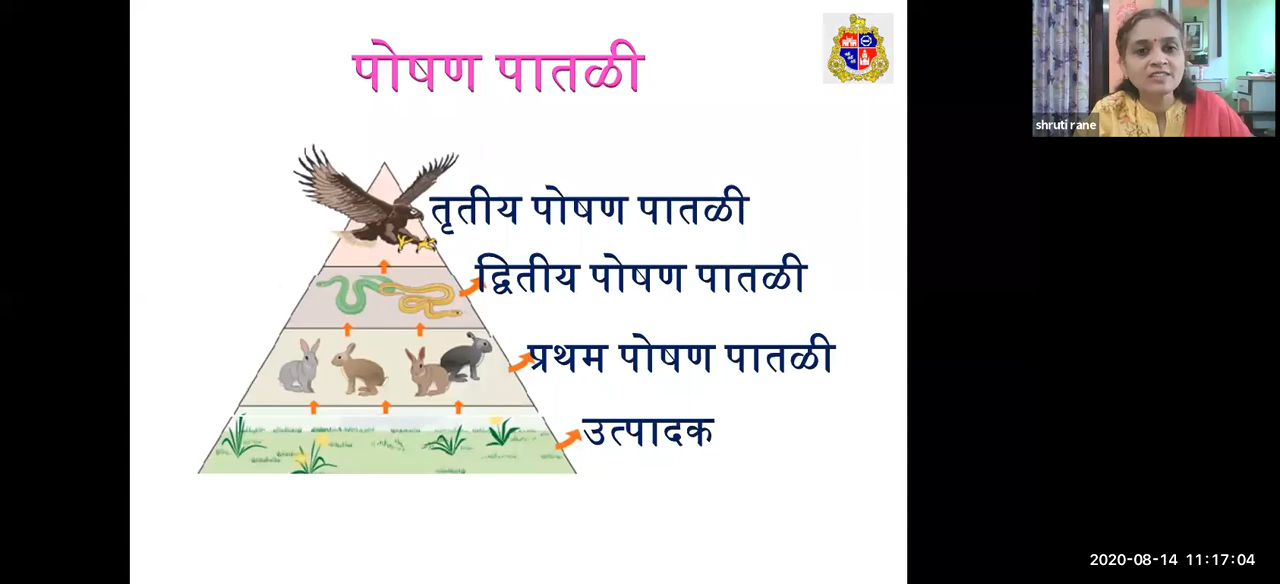 पोषण पातळी
shruti rane
तृतीय पोषण पातळी
द्वितीय पोषण पातळी
प्रथम पोषण पातळी
उत्पादक
2020-08-14 11:17:04